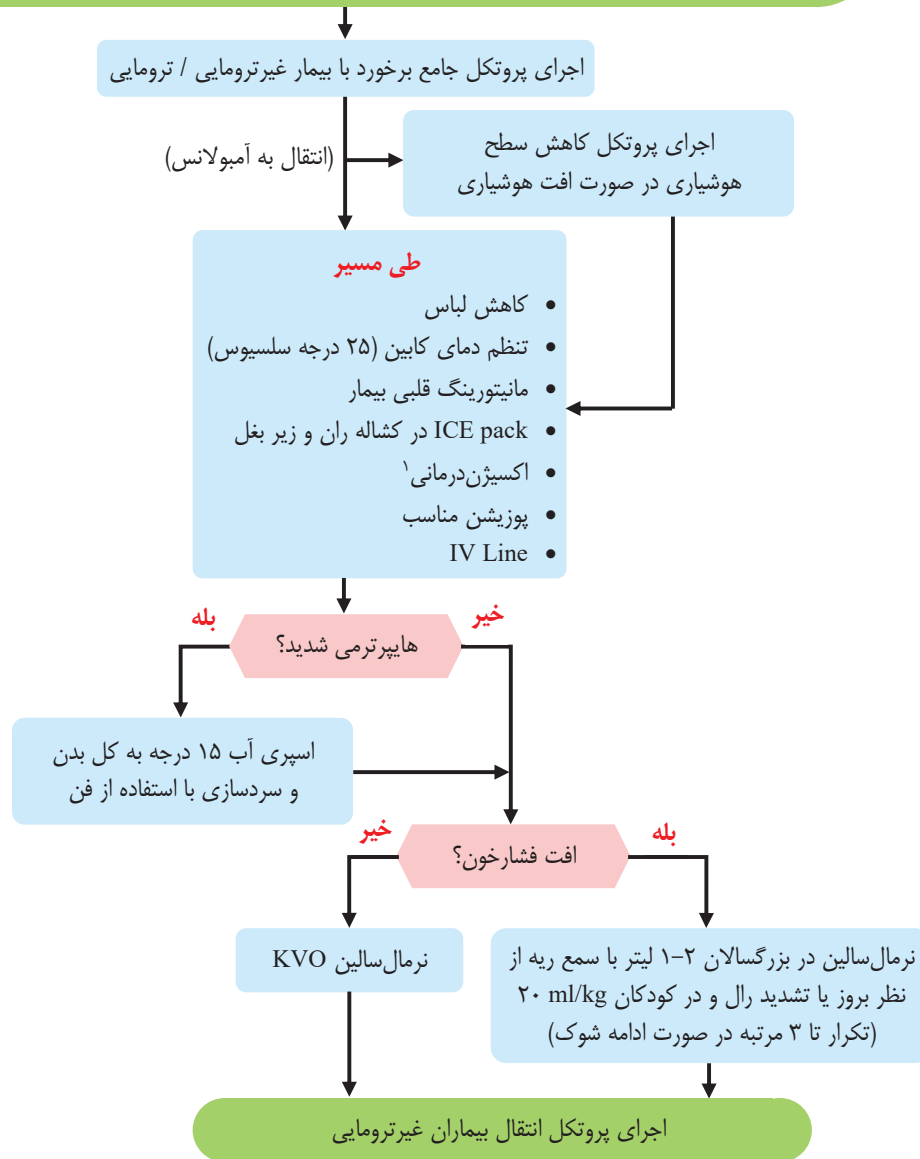 اجرای پروتکل جامع برخورد با بیمار غیرترومایی / ترومایی
(انتقال به آمبولانس)
اجرای پروتکل کاهش سطح
هوشیاری در صورت افت هوشیاری
طی مسیر
• کاهش لباس
• تنظم دمای کابین (۲۵ درجه سلسیوس)
• مانیتورینگ قلبی بیمار
• ICE pack در کشاله ران و زیر بغل
• اکسیژن‌درمانی۱
• پوزیشن مناسب
• IV Line
هایپرترمی شدید؟
خیر
بله
اسپری آب ۱۵ درجه به کل بدن
و سردسازی با استفاده از فن
افت فشارخون؟
بله
خیر
نرمال‌سالین در بزرگسالان ۲–۱ لیتر با سمع ریه از
نظر بروز یا تشدید رال و در کودکان ۲۰ ml/kg
(تکرار تا ۳ مرتبه در صورت ادامه شوک)
نرمال‌سالین KVO
اجرای پروتکل انتقال بیماران غیرترومایی